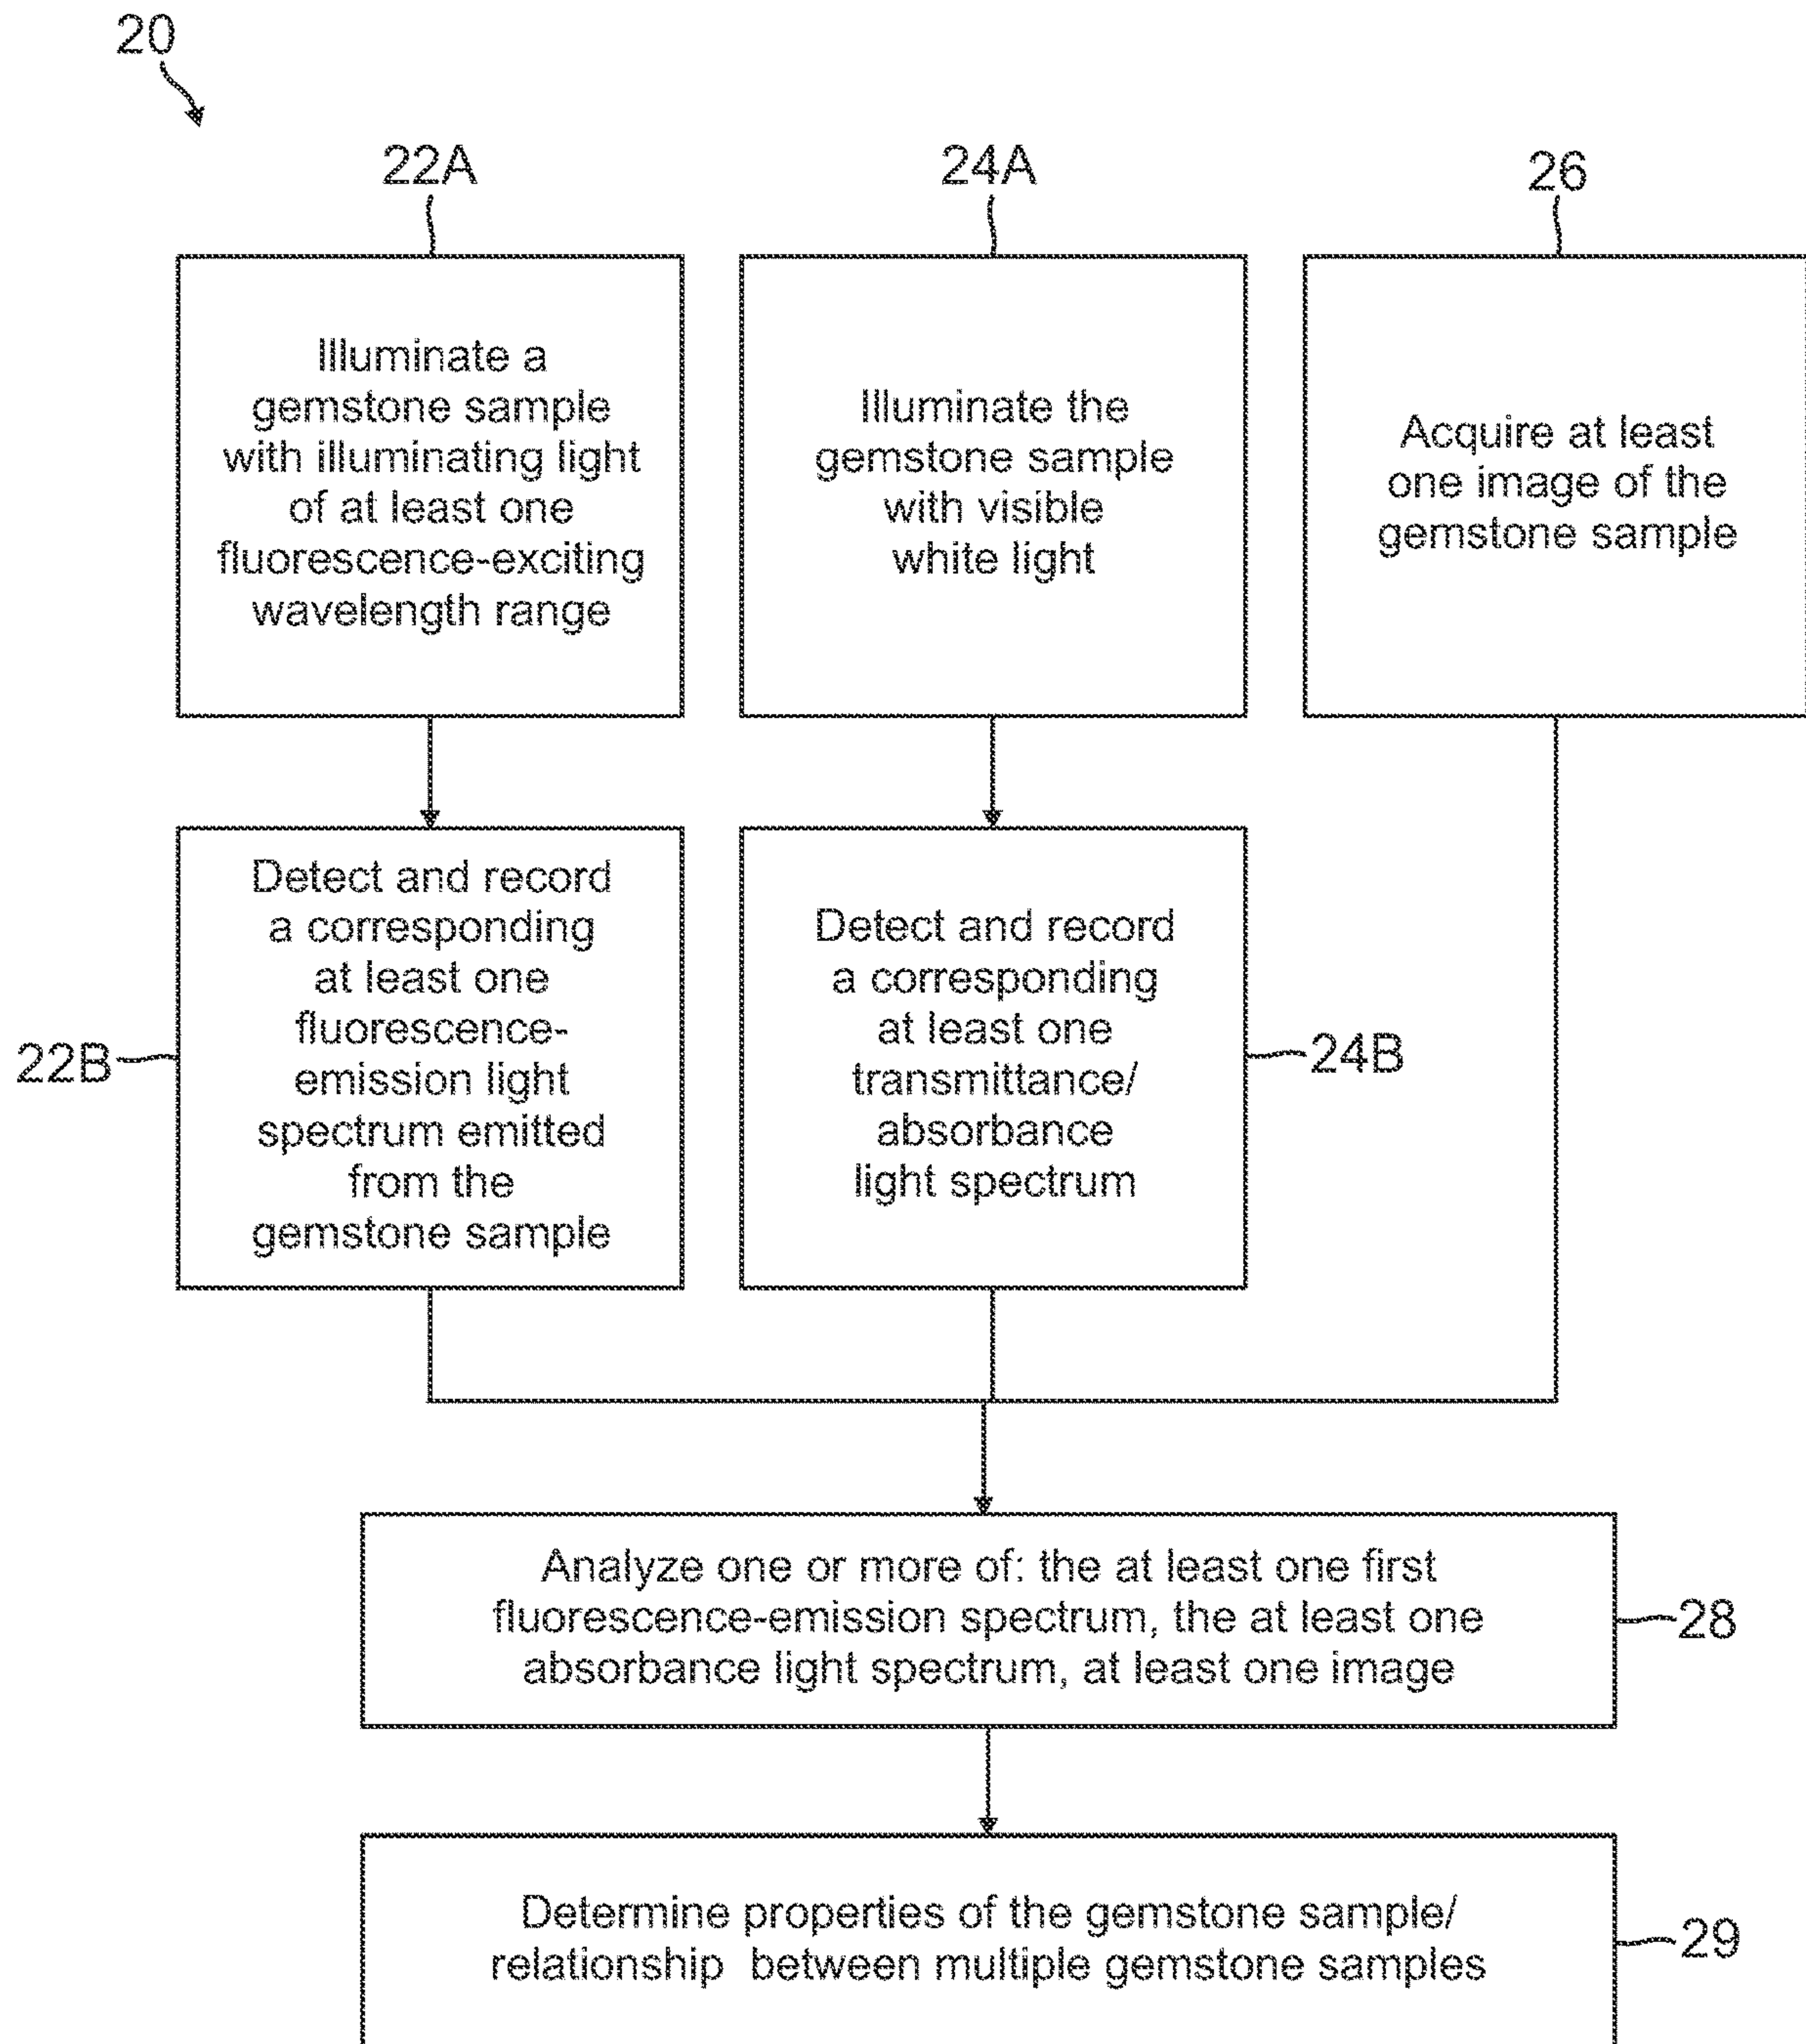 20
22A
24A
26
Illuminate a
gemstone sample
with illuminating light
of at least one
fluorescence-exciting
wavelength range
Illuminate the
gemstone sample
with visible
white light
Acquire at least
one image of the
gemstone sample
Detect and record
a corresponding
at least one
fluorescence-
emission light
spectrum emitted
from the
gemstone sample
22B
Detect and record
a corresponding
at least one
transmittance/
absorbance
light spectrum
24B
Analyze one or more of: the at least one first
fluorescence-emission spectrum, the at least one
absorbance light spectrum, at least one image
28
Determine properties of the gemstone sample/
relationship between multiple gemstone samples
29